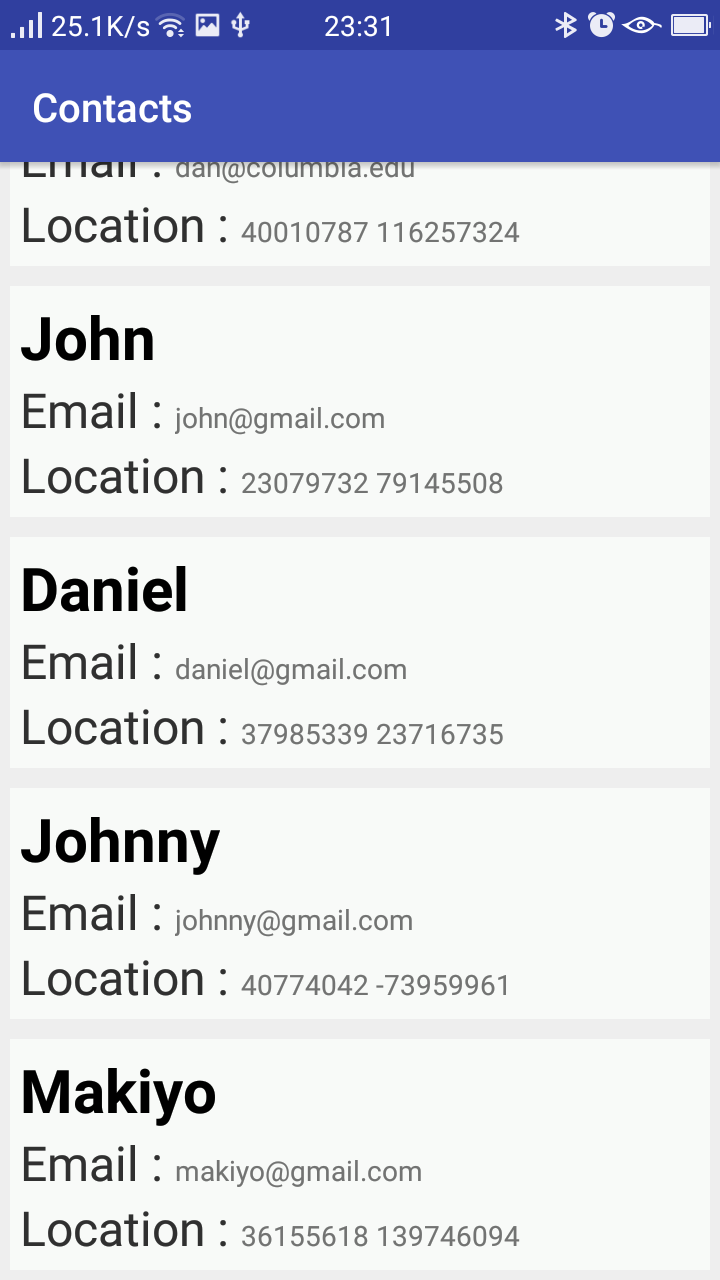 25.1K/s 23:31
Contacts
Email : dan@columbia.edu
Location : 40010787 116257324
John
Email : john@gmail.com
Location : 23079732 79145508
Daniel
Email : daniel@gmail.com
Location : 37985339 23716735
Johnny
Email : johnny@gmail.com
Location : 40774042 -73959961
Makiyo
Email : makiyo@gmail.com
Location : 36155618 139746094